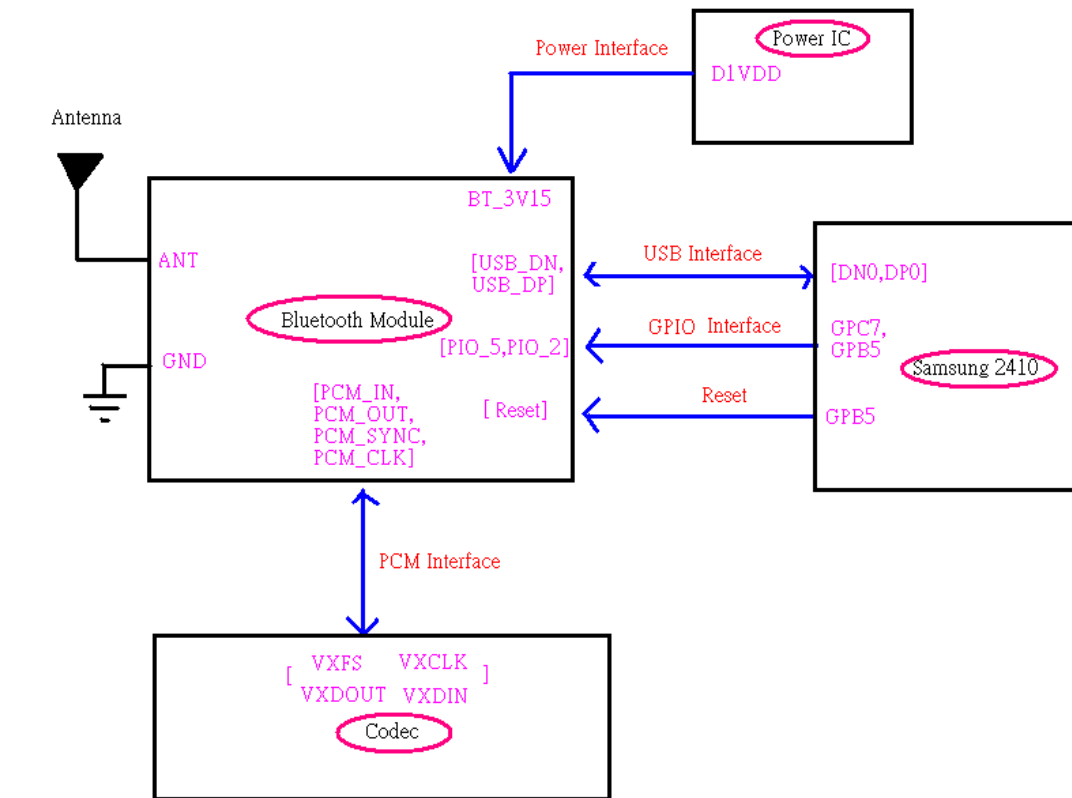 Power IC
Power Interface
D1VDD
Antenna
BT_3V15
ANT
[USB_DN,
USB_DP]
USB Interface
[DN0,DP0]
Bluetooth Module
[PIO_5,PIO_2]
GPIO Interface
GPC7,
GPB5
Samsung 2410
GND
[PCM_IN,
PCM_OUT,
PCM_SYNC,
PCM_CLK]
[ Reset]
Reset
GPB5
PCM Interface
[ VXFS VXCLK ]
VXDOUT VXDIN
Codec